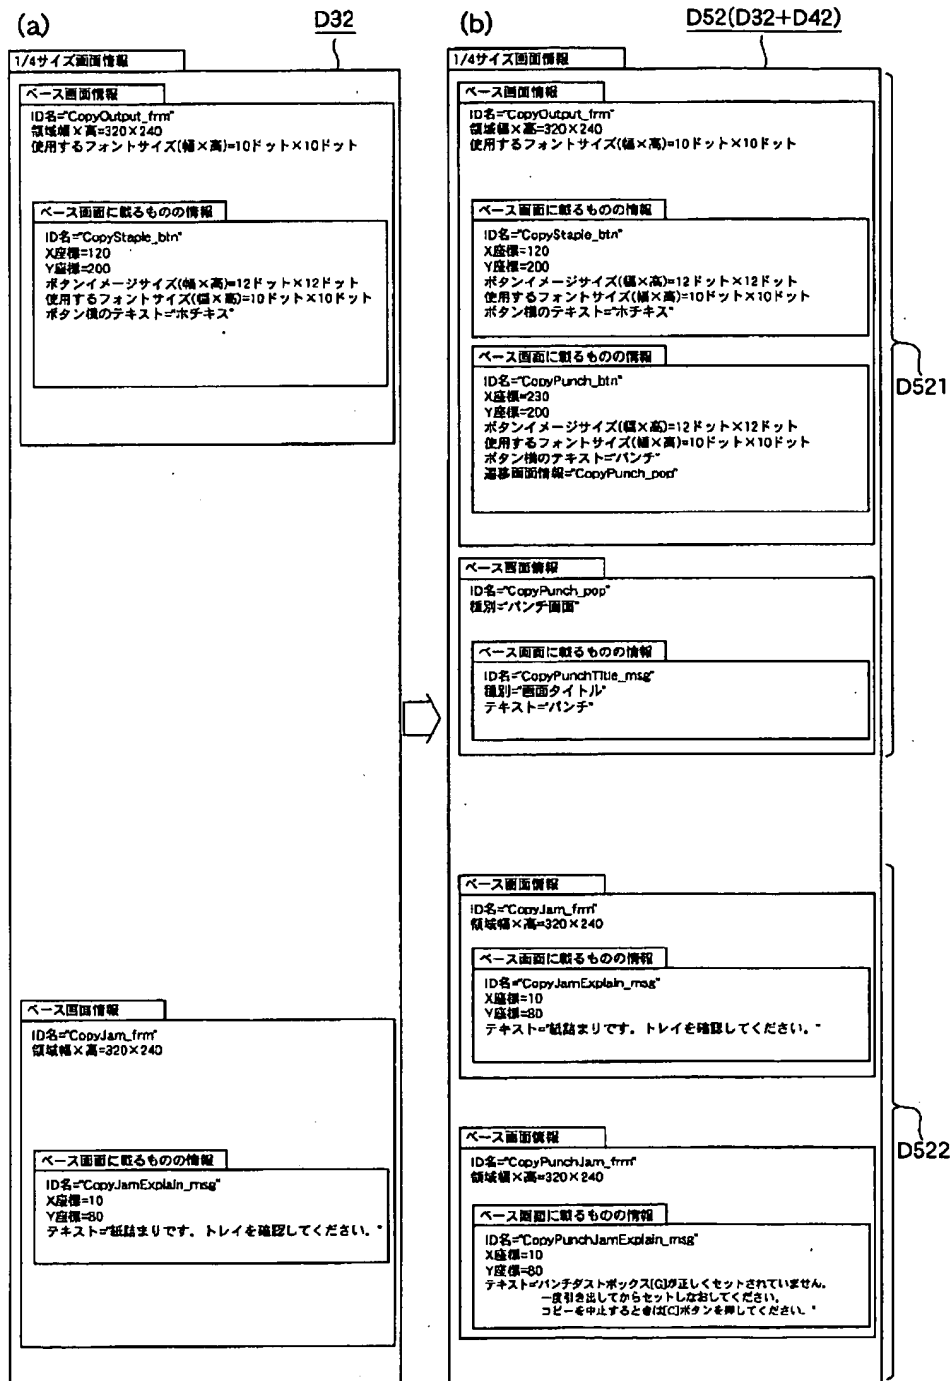 (a)
D32
1/4サイズ画面情報
ベース画面情報
ID名="CopyOutput_frm"
領域幅×高=320×240
使用するフォントサイズ(幅×高)=10ドット×10ドット
ベース画面に載るものの情報
ID名="CopyStaple_btn"
X座標=120
Y座標=200
ボタンイメージサイズ(幅×高)=12ドット×12ドット
使用するフォントサイズ(幅×高)=10ドット×10ドット
ボタン横のテキスト="ホチキス"
ベース画面情報
ID名="CopyJam_frm"
領域幅×高=320×240
ベース画面に載るものの情報
ID名="CopyJamExplain_msg"
X座標=10
Y座標=80
テキスト="紙詰まりです。トレイを確認してください。"
(b)
D52(D32+D42)
1/4サイズ画面情報
ベース画面情報
ID名="CopyOutput_frm"
領域幅×高=320×240
使用するフォントサイズ(幅×高)=10ドット×10ドット
ベース画面に載るものの情報
ID名="CopyStaple_btn"
X座標=120
Y座標=200
ボタンイメージサイズ(幅×高)=12ドット×12ドット
使用するフォントサイズ(幅×高)=10ドット×10ドット
ボタン横のテキスト="ホチキス"
ベース画面に載るものの情報
ID名="CopyPunch_btn"
X座標=230
Y座標=200
ボタンイメージサイズ(幅×高)=12ドット×12ドット
使用するフォントサイズ(幅×高)=10ドット×10ドット
ボタン横のテキスト="パンチ"
遷移画面情報="CopyPunch_pop"
D521
ベース画面情報
ID名="CopyPunch_pop"
種別="パンチ画面"
ベース画面に載るものの情報
ID名="CopyPunchTitle_msg"
種別="画面タイトル"
テキスト="パンチ"
ベース画面情報
ID名="CopyJam_frm"
領域幅×高=320×240
ベース画面に載るものの情報
ID名="CopyJamExplain_msg"
X座標=10
Y座標=80
テキスト="紙詰まりです。トレイを確認してください。"
D522
ベース画面情報
ID名="CopyPunchJam_frm"
領域幅×高=320×240
ベース画面に載るものの情報
ID名="CopyPunchJamExplain_msg"
X座標=10
Y座標=80
テキスト="パンチダストボックス[G]が正しくセットされていません。
一度引き出してからセットしなおしてください。
コピーを中止するときは[C]ボタンを押してください。"